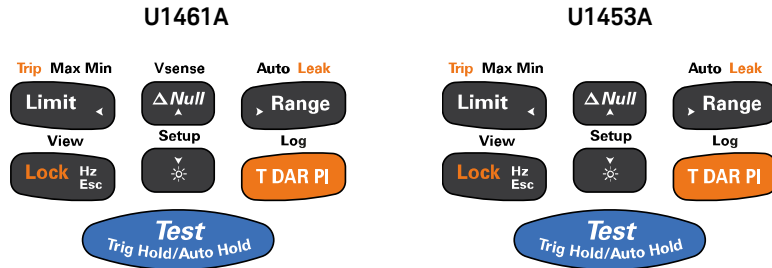 U1461A
Trip Max Min Vsense Auto Leak
Limit Δ Null Range
View Setup Log
Lock Hz Esc T DAR PI
Test
Trig Hold/Auto Hold
U1453A
Trip Max Min Auto Leak
Limit Δ Null Range
View Setup Log
Lock Hz Esc T DAR PI
Test
Trig Hold/Auto Hold